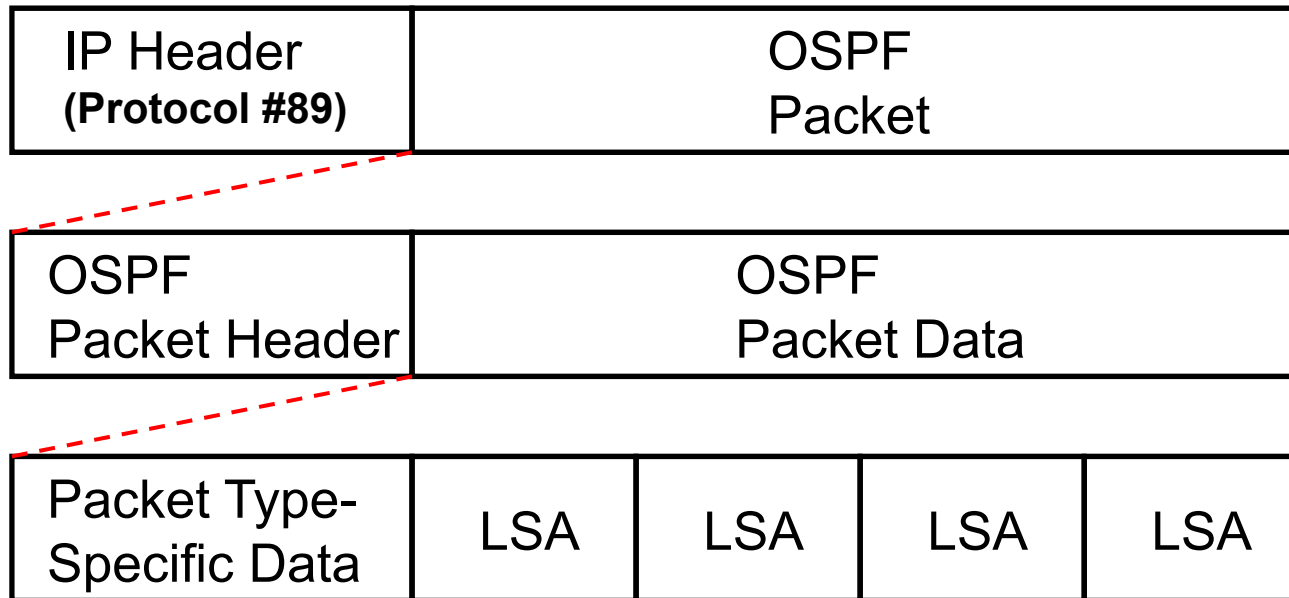 IP Header
(Protocol #89)
OSPF
Packet
OSPF
Packet Header
OSPF
Packet Data
Packet Type-
Specific Data
LSA
LSA
LSA
LSA